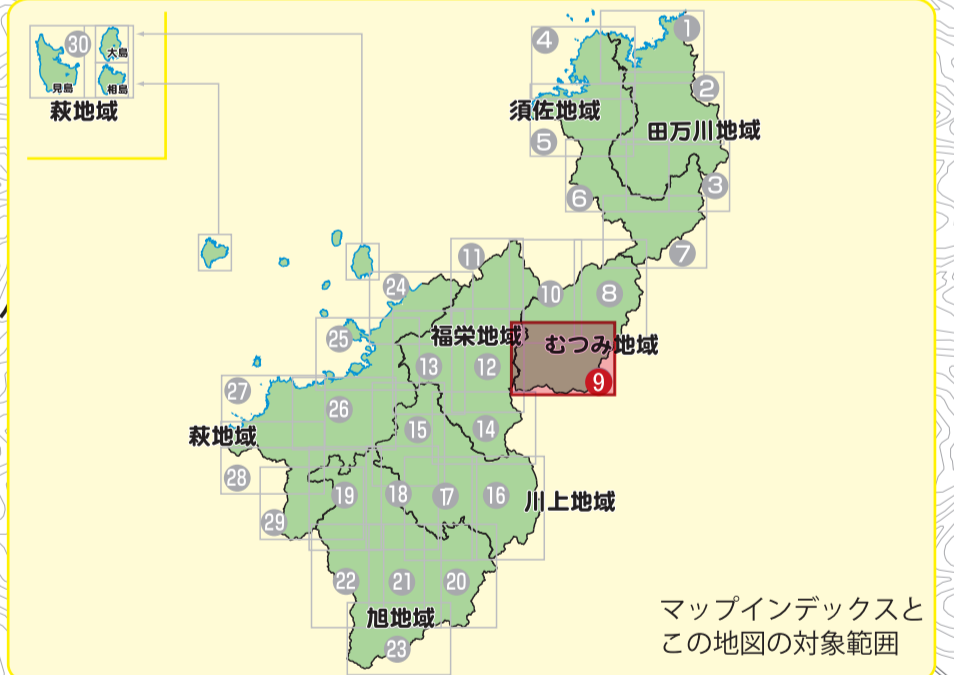 30
大島
見島
相島
萩地域
1
4
2
須佐地域
田万川地域
5
3
6
7
11
24
10
8
25
福栄地域
むつみ地域
13
12
9
27
26
萩地域
15
14
28
19
18
17
16
川上地域
29
22
21
20
旭地域
23
マップインデックスと
この地図の対象範囲